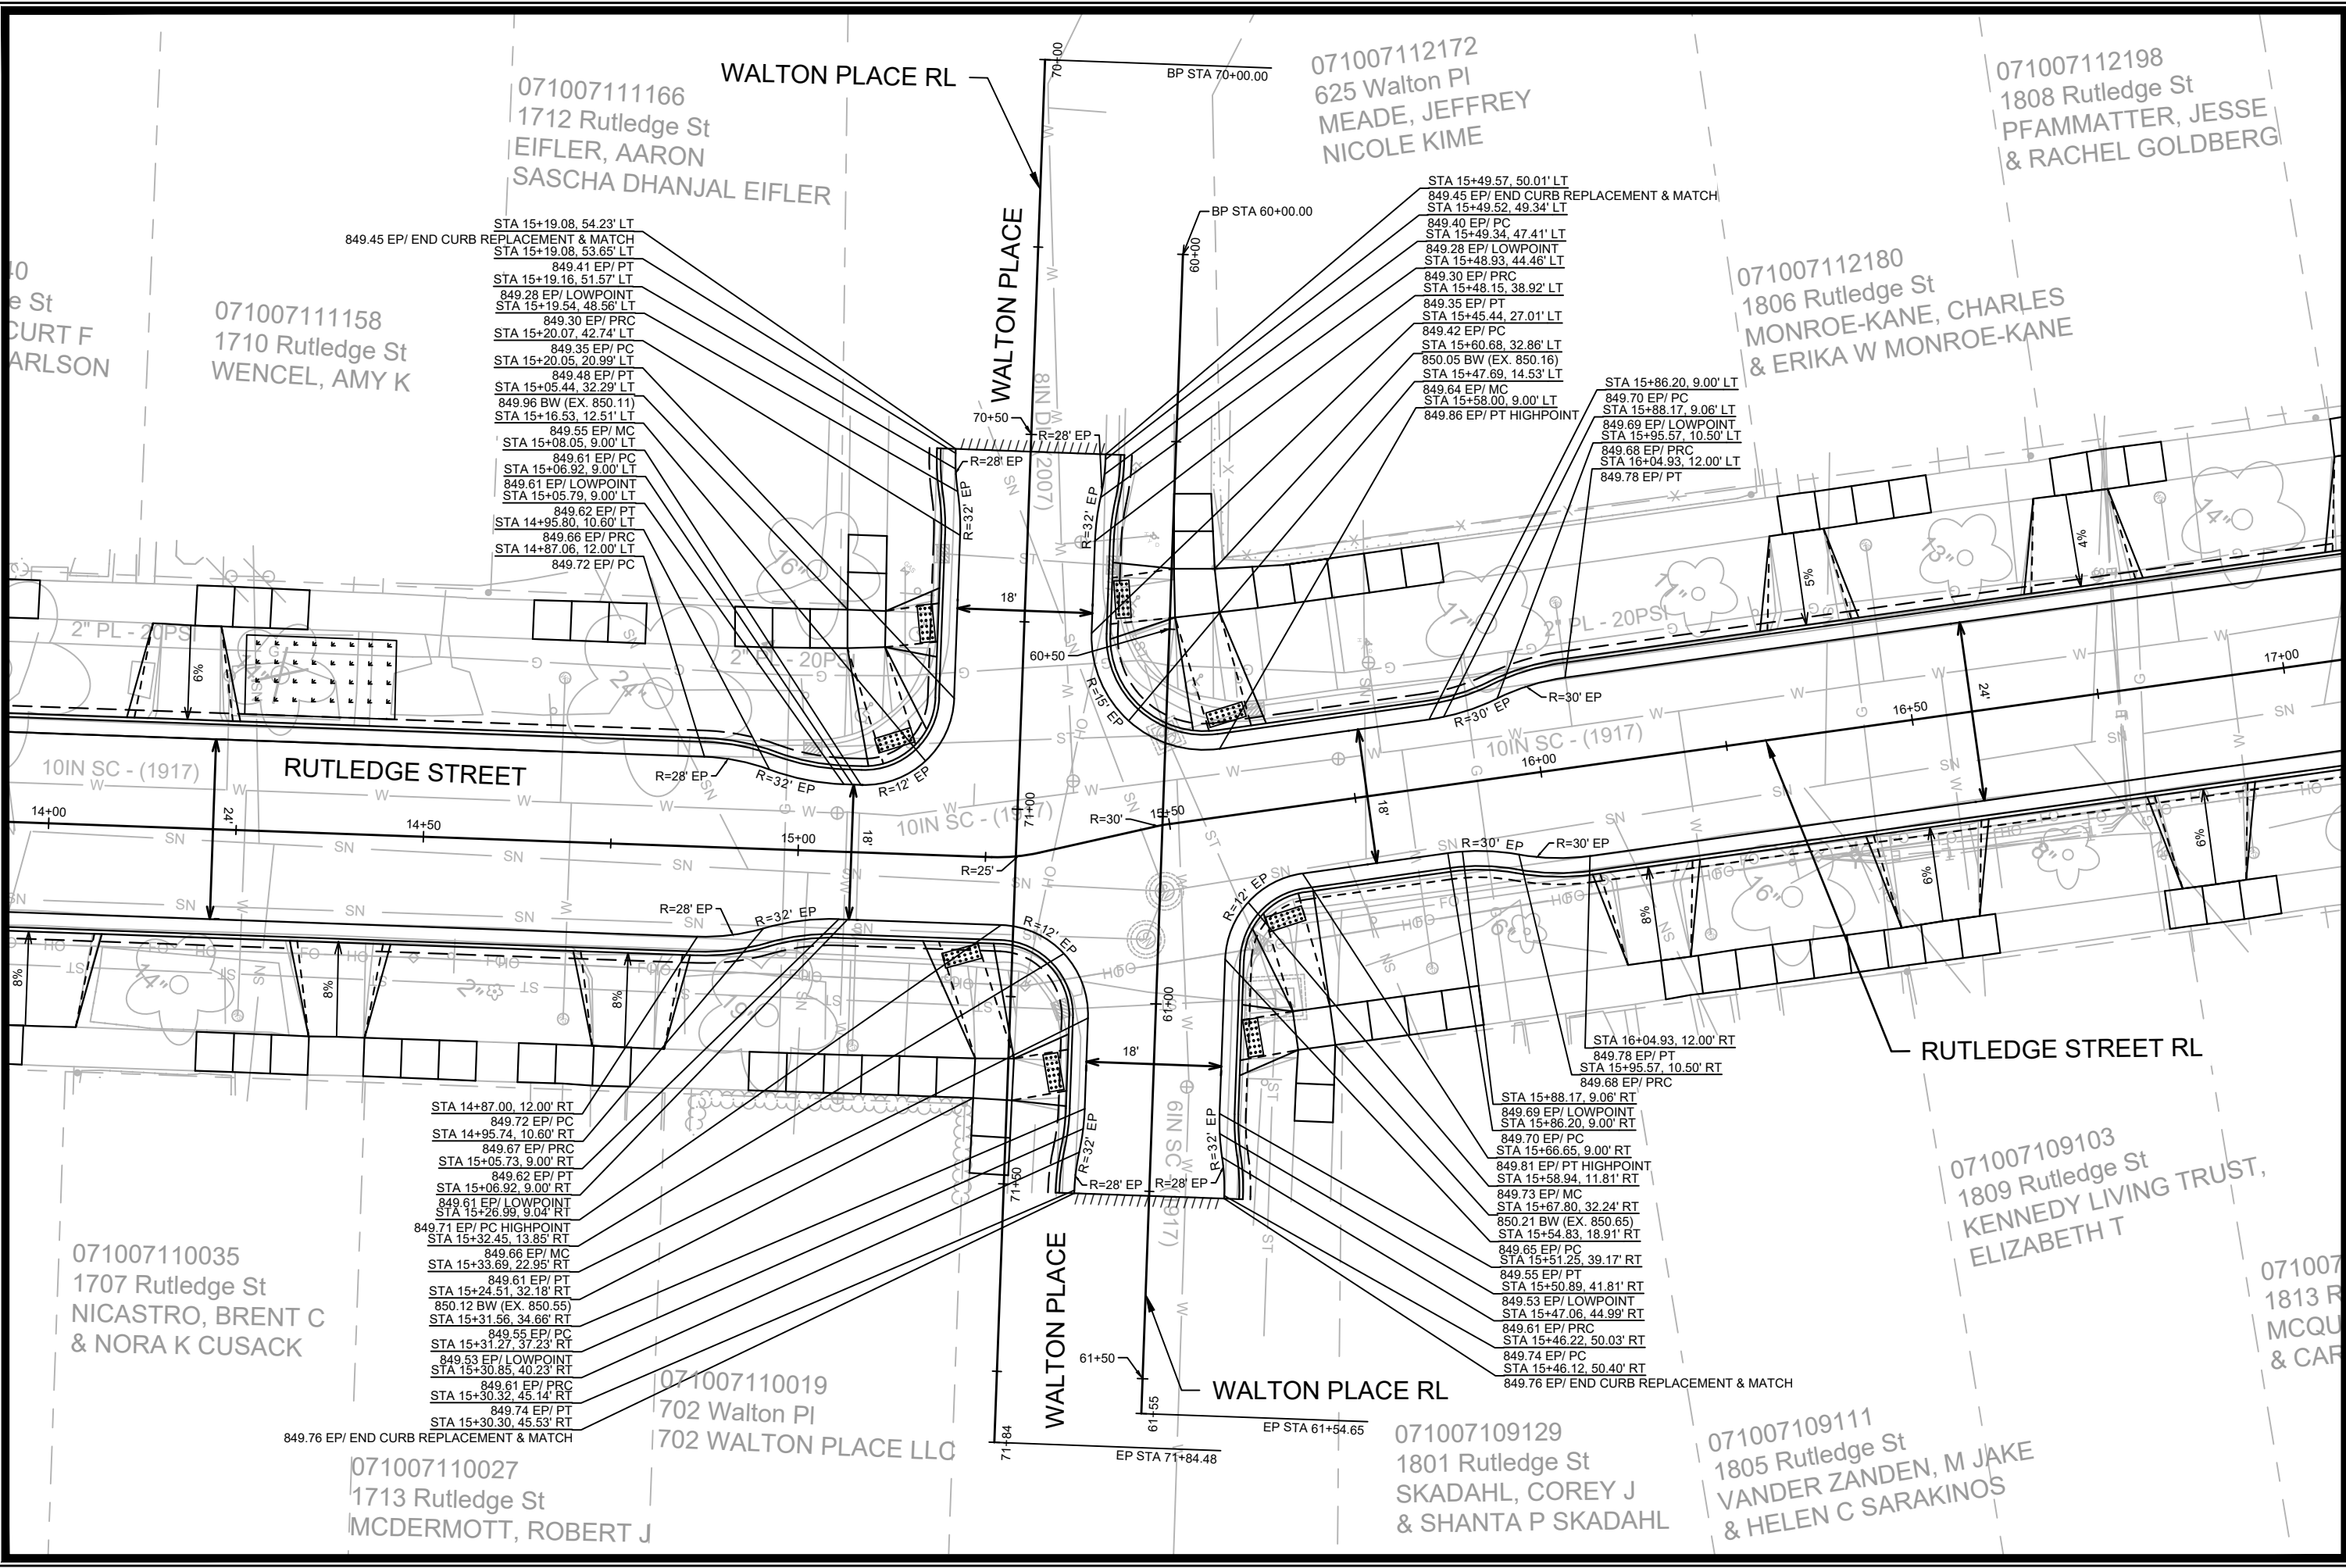 WALTON PLACE RL
70+00
BP STA 70+00.00
071007111166
1712 Rutledge St
EIFLER, AARON
SASCHA DHANJAL EIFLER
071007112172
625 Walton Pl
MEADE, JEFFREY
NICOLE KIME
071007112198
1808 Rutledge St
PFAMMATTER, JESSE
& RACHEL GOLDBERG
BP STA 60+00.00
60+00
WALTON PLACE
STA 15+19.08, 54.23' LT
849.45 EP/ END CURB REPLACEMENT & MATCH
STA 15+19.08, 53.65' LT
849.41 EP/ PT
STA 15+19.16, 51.57' LT
849.28 EP/ LOWPOINT
STA 15+19.54, 48.56' LT
849.30 EP/ PRC
STA 15+20.07, 42.74' LT
849.35 EP/ PC
STA 15+20.05, 20.99' LT
849.48 EP/ PT
STA 15+05.44, 32.29' LT
849.96 BW (EX. 850.11)
STA 15+16.53, 12.51' LT
849.55 EP/ MC
STA 15+08.05, 9.00' LT
849.61 EP/ PC
STA 15+06.92, 9.00' LT
849.61 EP/ LOWPOINT
STA 15+05.79, 9.00' LT
849.62 EP/ PT
STA 14+95.80, 10.60' LT
849.66 EP/ PRC
STA 14+87.06, 12.00' LT
849.72 EP/ PC
STA 15+49.57, 50.01' LT
849.45 EP/ END CURB REPLACEMENT & MATCH
STA 15+49.52, 49.34' LT
849.40 EP/ PC
STA 15+49.34, 47.41' LT
849.28 EP/ LOWPOINT
STA 15+48.93, 44.46' LT
849.30 EP/ PRC
STA 15+48.15, 38.92' LT
849.35 EP/ PT
STA 15+45.44, 27.01' LT
849.42 EP/ PC
STA 15+60.68, 32.86' LT
850.05 BW (EX. 850.16)
STA 15+47.69, 14.53' LT
849.64 EP/ MC
STA 15+58.00, 9.00' LT
849.86 EP/ PT HIGHPOINT
STA 15+86.20, 9.00' LT
849.70 EP/ PC
STA 15+88.17, 9.06' LT
849.69 EP/ LOWPOINT
STA 15+95.57, 10.50' LT
849.68 EP/ PRC
STA 16+04.93, 12.00' LT
849.78 EP/ PT
071007112180
1806 Rutledge St
MONROE-KANE, CHARLES
& ERIKA W MONROE-KANE
40
e St
CURT F
ARLSON
071007111158
1710 Rutledge St
WENCEL, AMY K
70+50
R=28' EP
R=28' EP
R=32' EP
R=32' EP
18'
60+50
R=15' EP
2" PL - 20PSI
2" PL - 20PSI
2" PL - 20PSI
24"
16"
17"
11"
13"
14"
6%
5%
4%
R=30' EP
R=30' EP
24'
17+00
16+50
16+00
10IN SC - (1917)
RUTLEDGE STREET
R=28' EP
R=32' EP
R=12' EP
10IN SC - (1917)
10IN SC - (1917)
14+00
24'
14+50
15+00
18'
71+00
R=30'
15+50
18'
R=25'
R=28' EP
R=32' EP
R=12' EP
R=12' EP
R=30' EP
R=30' EP
8%
8%
8%
8%
6%
6%
14"
2"
19"
6"
16"
8"
61+00
18'
R=32' EP
R=32' EP
R=28' EP
R=28' EP
71+50
RUTLEDGE STREET RL
STA 16+04.93, 12.00' RT
849.78 EP/ PT
STA 15+95.57, 10.50' RT
849.68 EP/ PRC
STA 15+88.17, 9.06' RT
849.69 EP/ LOWPOINT
STA 15+86.20, 9.00' RT
849.70 EP/ PC
STA 15+66.65, 9.00' RT
849.81 EP/ PT HIGHPOINT
STA 15+58.94, 11.81' RT
849.73 EP/ MC
STA 15+67.80, 32.24' RT
850.21 BW (EX. 850.65)
STA 15+54.83, 18.91' RT
849.65 EP/ PC
STA 15+51.25, 39.17' RT
849.55 EP/ PT
STA 15+50.89, 41.81' RT
849.53 EP/ LOWPOINT
STA 15+47.06, 44.99' RT
849.61 EP/ PRC
STA 15+46.22, 50.03' RT
849.74 EP/ PC
STA 15+46.12, 50.40' RT
849.76 EP/ END CURB REPLACEMENT & MATCH
STA 14+87.00, 12.00' RT
849.72 EP/ PC
STA 14+95.74, 10.60' RT
849.67 EP/ PRC
STA 15+05.73, 9.00' RT
849.62 EP/ PT
STA 15+06.92, 9.00' RT
849.61 EP/ LOWPOINT
STA 15+26.99, 9.04' RT
849.71 EP/ PC HIGHPOINT
STA 15+32.45, 13.85' RT
849.66 EP/ MC
STA 15+33.69, 22.95' RT
849.61 EP/ PT
STA 15+24.51, 32.18' RT
850.12 BW (EX. 850.55)
STA 15+31.56, 34.66' RT
849.55 EP/ PC
STA 15+31.27, 37.23' RT
849.53 EP/ LOWPOINT
STA 15+30.85, 40.23' RT
849.61 EP/ PRC
STA 15+30.32, 45.14' RT
849.74 EP/ PT
STA 15+30.30, 45.53' RT
849.76 EP/ END CURB REPLACEMENT & MATCH
071007110035
1707 Rutledge St
NICASTRO, BRENT C
& NORA K CUSACK
WALTON PLACE
61+50
WALTON PLACE RL
61+55
EP STA 61+54.65
71+84
EP STA 71+84.48
071007110019
702 Walton Pl
702 WALTON PLACE LLC
071007110027
1713 Rutledge St
MCDERMOTT, ROBERT J
071007109129
1801 Rutledge St
SKADAHL, COREY J
& SHANTA P SKADAHL
071007109111
1805 Rutledge St
VANDER ZANDEN, M JAKE
& HELEN C SARAKINOS
071007109103
1809 Rutledge St
KENNEDY LIVING TRUST,
ELIZABETH T
071007
1813 R
MCQU
& CAR